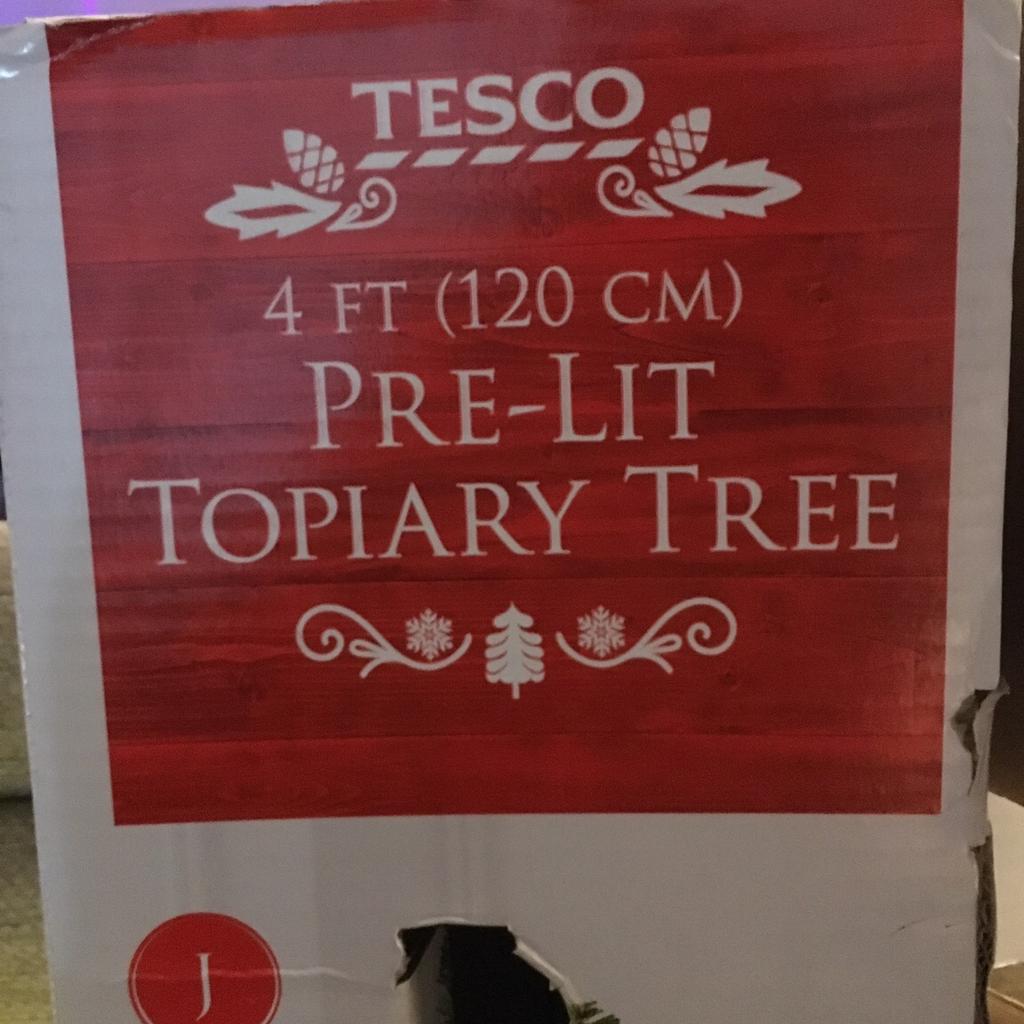 TESCO
4 FT (120 CM)
PRE-LIT
TOPIARY TREE
J